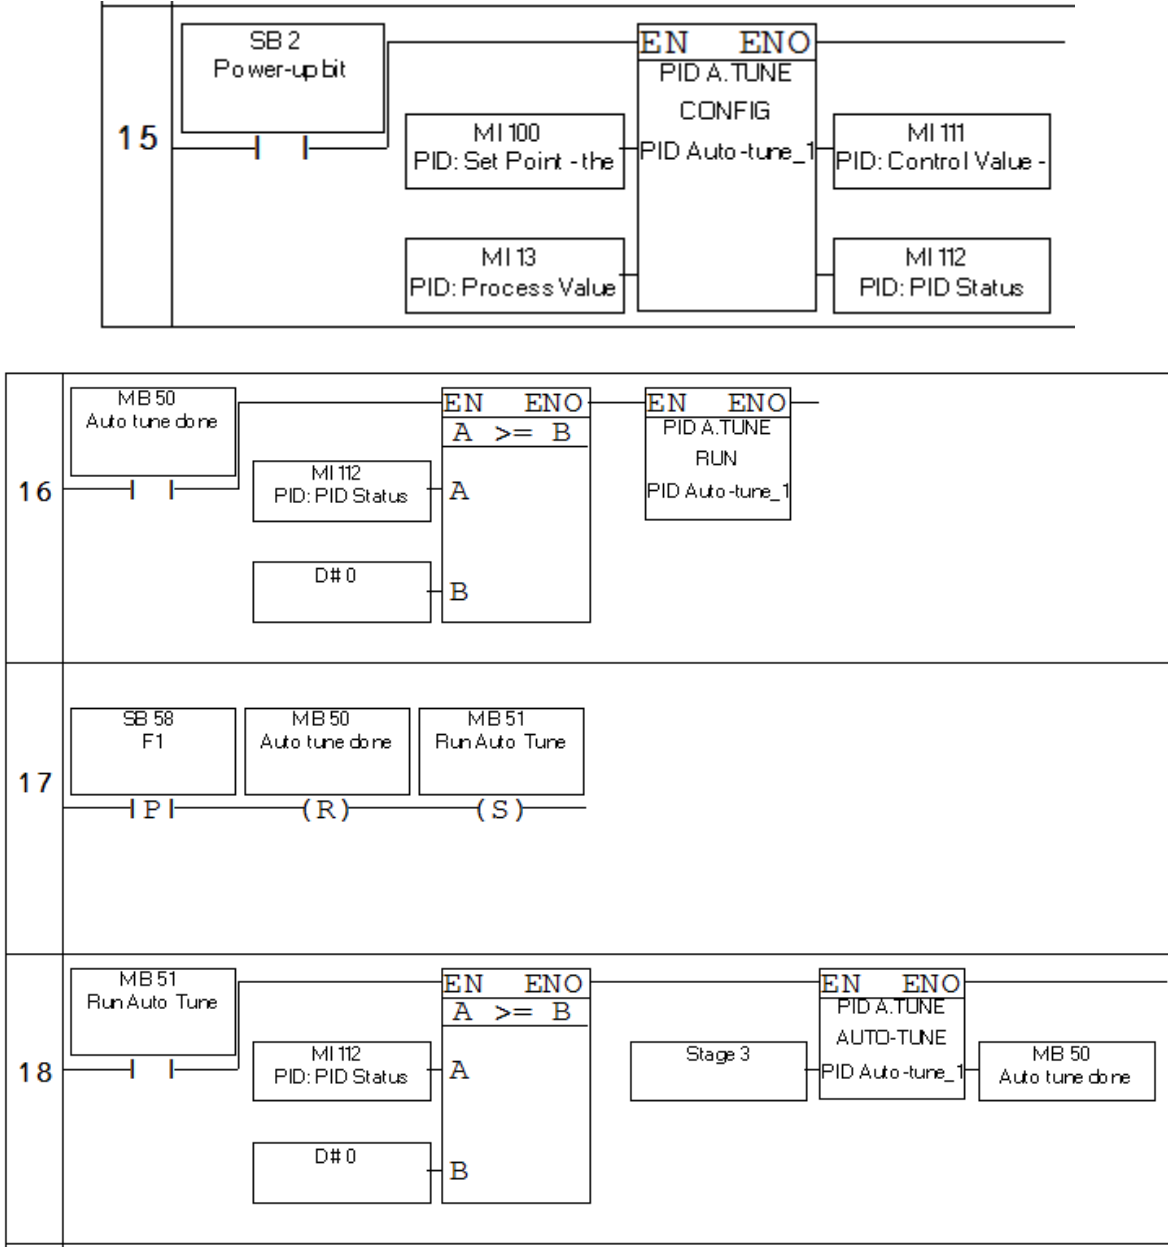 15
SB 2
Power-up bit
EN ENO
PID A.TUNE
CONFIG
PID Auto-tune_1
MI 100
PID: Set Point - the
MI 111
PID: Control Value -
MI 13
PID: Process Value
MI 112
PID: PID Status
16
MB 50
Auto tune done
EN ENO
A >= B
MI 112
PID: PID Status
A
D# 0
B
EN ENO
PID A.TUNE
RUN
PID Auto-tune_1
17
SB 58
F1
P
MB 50
Auto tune done
(R)
MB 51
Run Auto Tune
(S)
18
MB 51
Run Auto Tune
EN ENO
A >= B
MI 112
PID: PID Status
A
D# 0
B
Stage 3
EN ENO
PID A.TUNE
AUTO-TUNE
PID Auto-tune_1
MB 50
Auto tune done